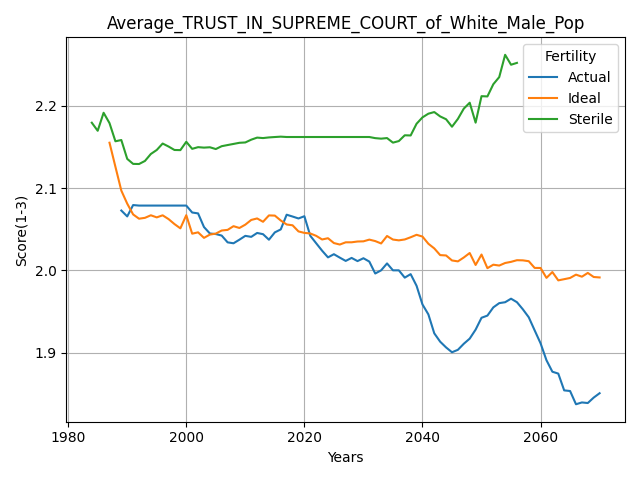 Average_TRUST_IN_SUPREME_COURT_of_White_Male_Pop
Score(1-3)
2.2
2.1
2.0
1.9
1980
2000
2020
2040
2060
Years
Fertility
Actual
Ideal
Sterile